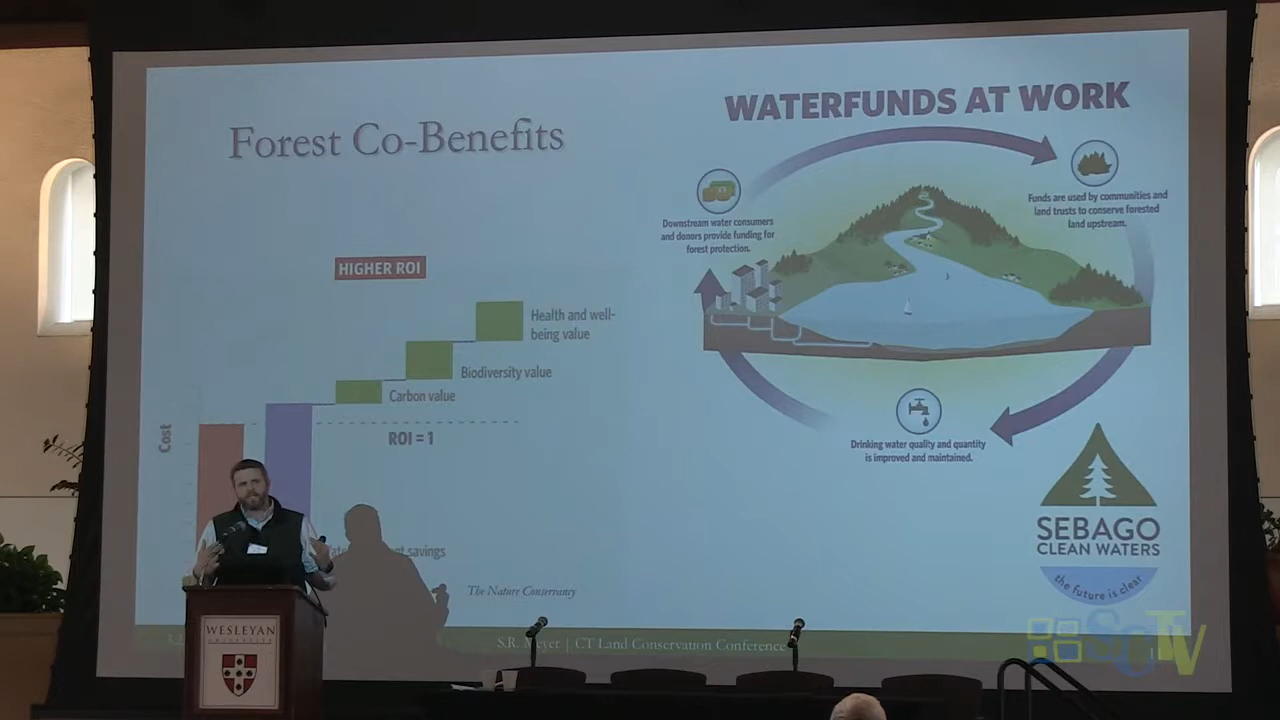 WATERFUNDS AT WORK
Forest Co-Benefits
Downstream water consumers
and donors provide funding for
forest protection.
Funds are used by communities and
land trusts to conserve forested
land upstream.
HIGHER ROI
Health and well-
being value
Biodiversity value
Carbon value
Cost
ROI = 1
Drinking water quality and quantity
is improved and maintained.
savings
The Nature Conservancy
SEBAGO
CLEAN WATERS
the future is clear
S.R. Meyer | CT Land Conservation Conference
WESLEYAN
UNIVERSITY
SGTV